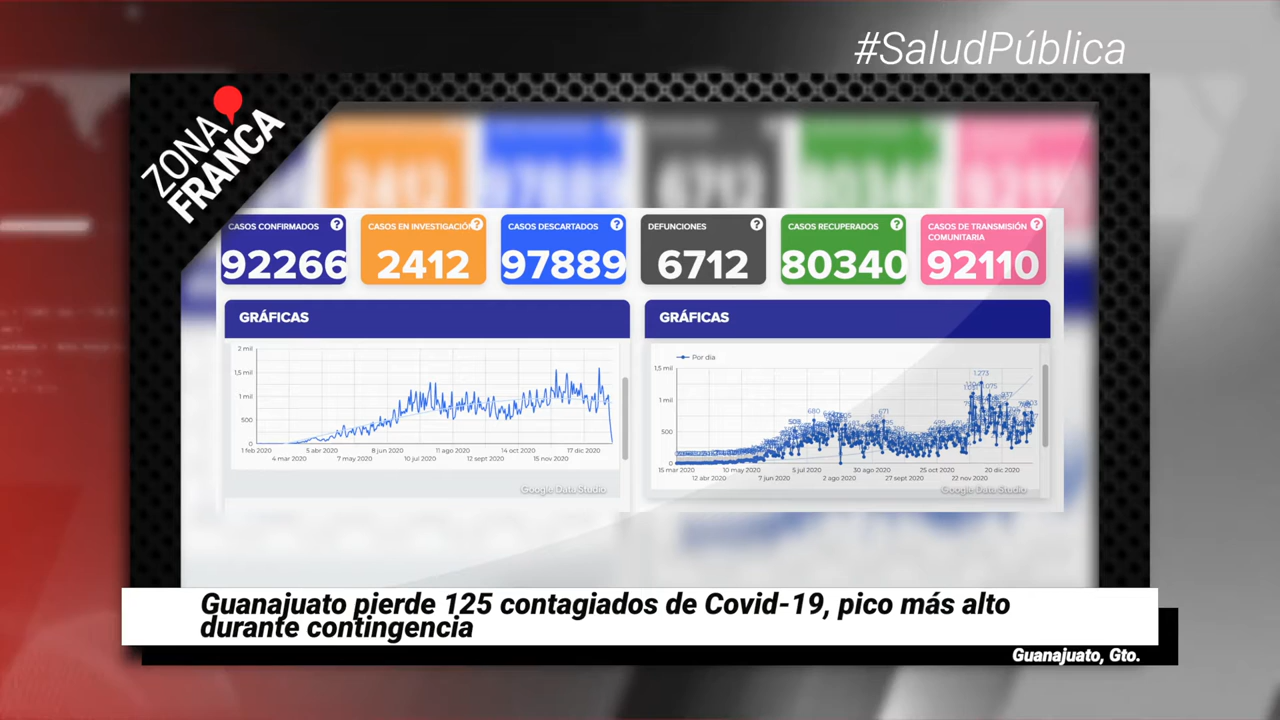 #SaludPública
ZONA
FRANCA
CASOS CONFIRMADOS ?
92266
CASOS EN INVESTIGACIÓN ?
2412
CASOS DESCARTADOS ?
97889
DEFUNCIONES ?
6712
CASOS RECUPERADOS ?
80340
CASOS DE TRANSMISIÓN ?
COMUNITARIA
92110
GRÁFICAS
2 mil
1,5 mil
1 mil
500
0
1 feb 2020 5 abr 2020 8 jun 2020 11 ago 2020 14 oct 2020 17 dic 2020
4 mar 2020 7 may 2020 10 jul 2020 12 sept 2020 15 nov 2020
Google Data Studio
GRÁFICAS
Por día
1,5 mil
1 mil
500
0
1.273
680
671
15 mar 2020 10 may 2020 5 jul 2020 30 ago 2020 25 oct 2020 20 dic 2020
12 abr 2020 7 jun 2020 2 ago 2020 27 sept 2020 22 nov 2020
Google Data Studio
Guanajuato pierde 125 contagiados de Covid-19, pico más alto
durante contingencia
Guanajuato, Gto.